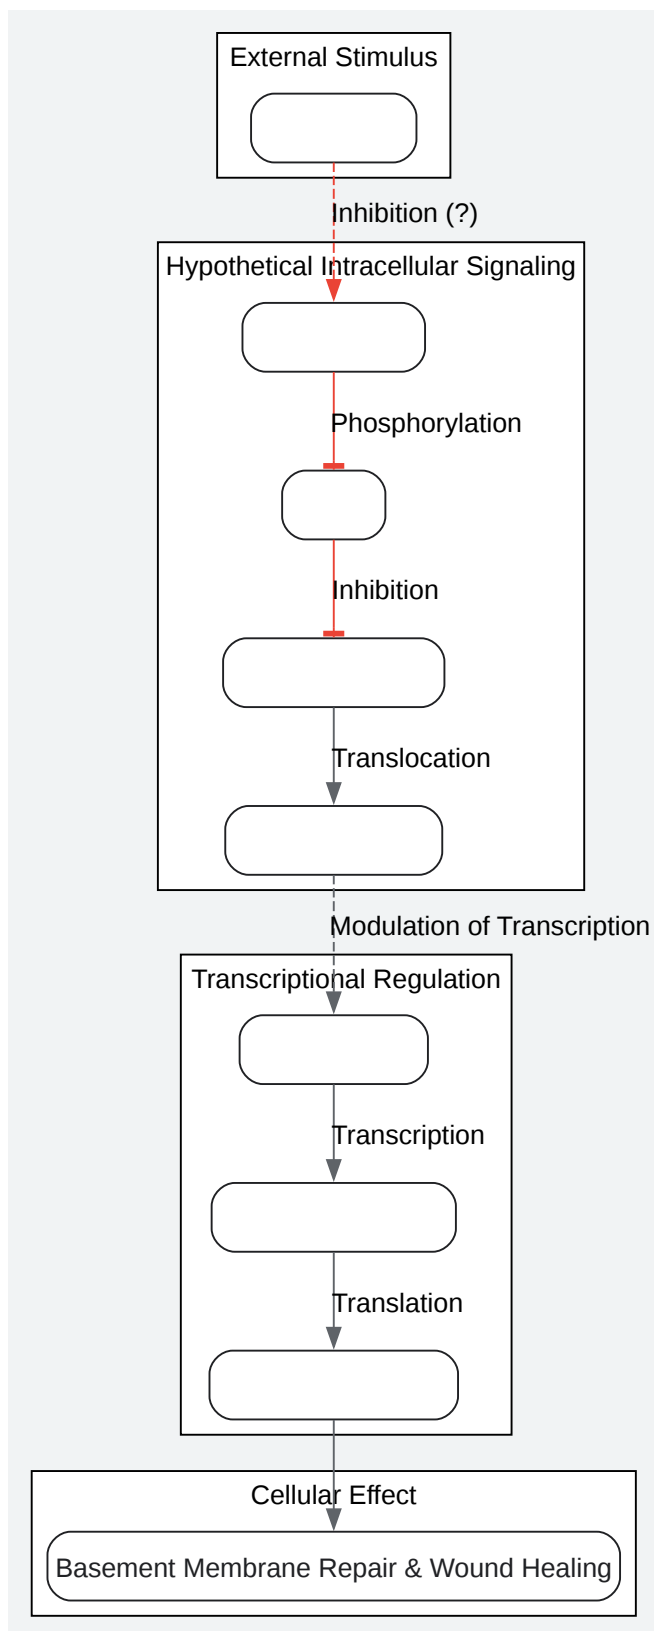 External Stimulus
Inhibition (?)
Hypothetical Intracellular Signaling
Phosphorylation
Inhibition
Translocation
Modulation of Transcription
Transcriptional Regulation
Transcription
Translation
Cellular Effect
Basement Membrane Repair & Wound Healing